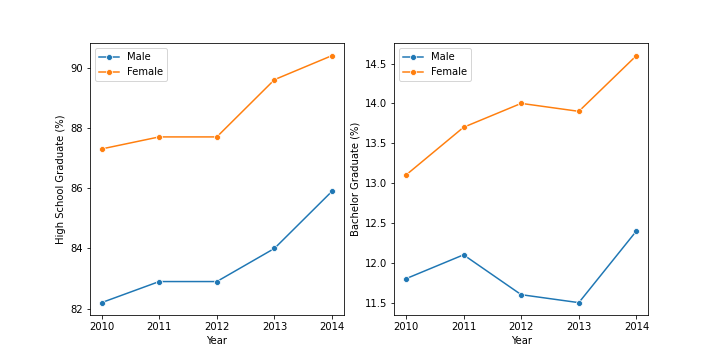 Male
Female
High School Graduate (%)
90
88
86
84
82
2010
2011
2012
2013
2014
Year
Male
Female
Bachelor Graduate (%)
14.5
14.0
13.5
13.0
12.5
12.0
11.5
2010
2011
2012
2013
2014
Year